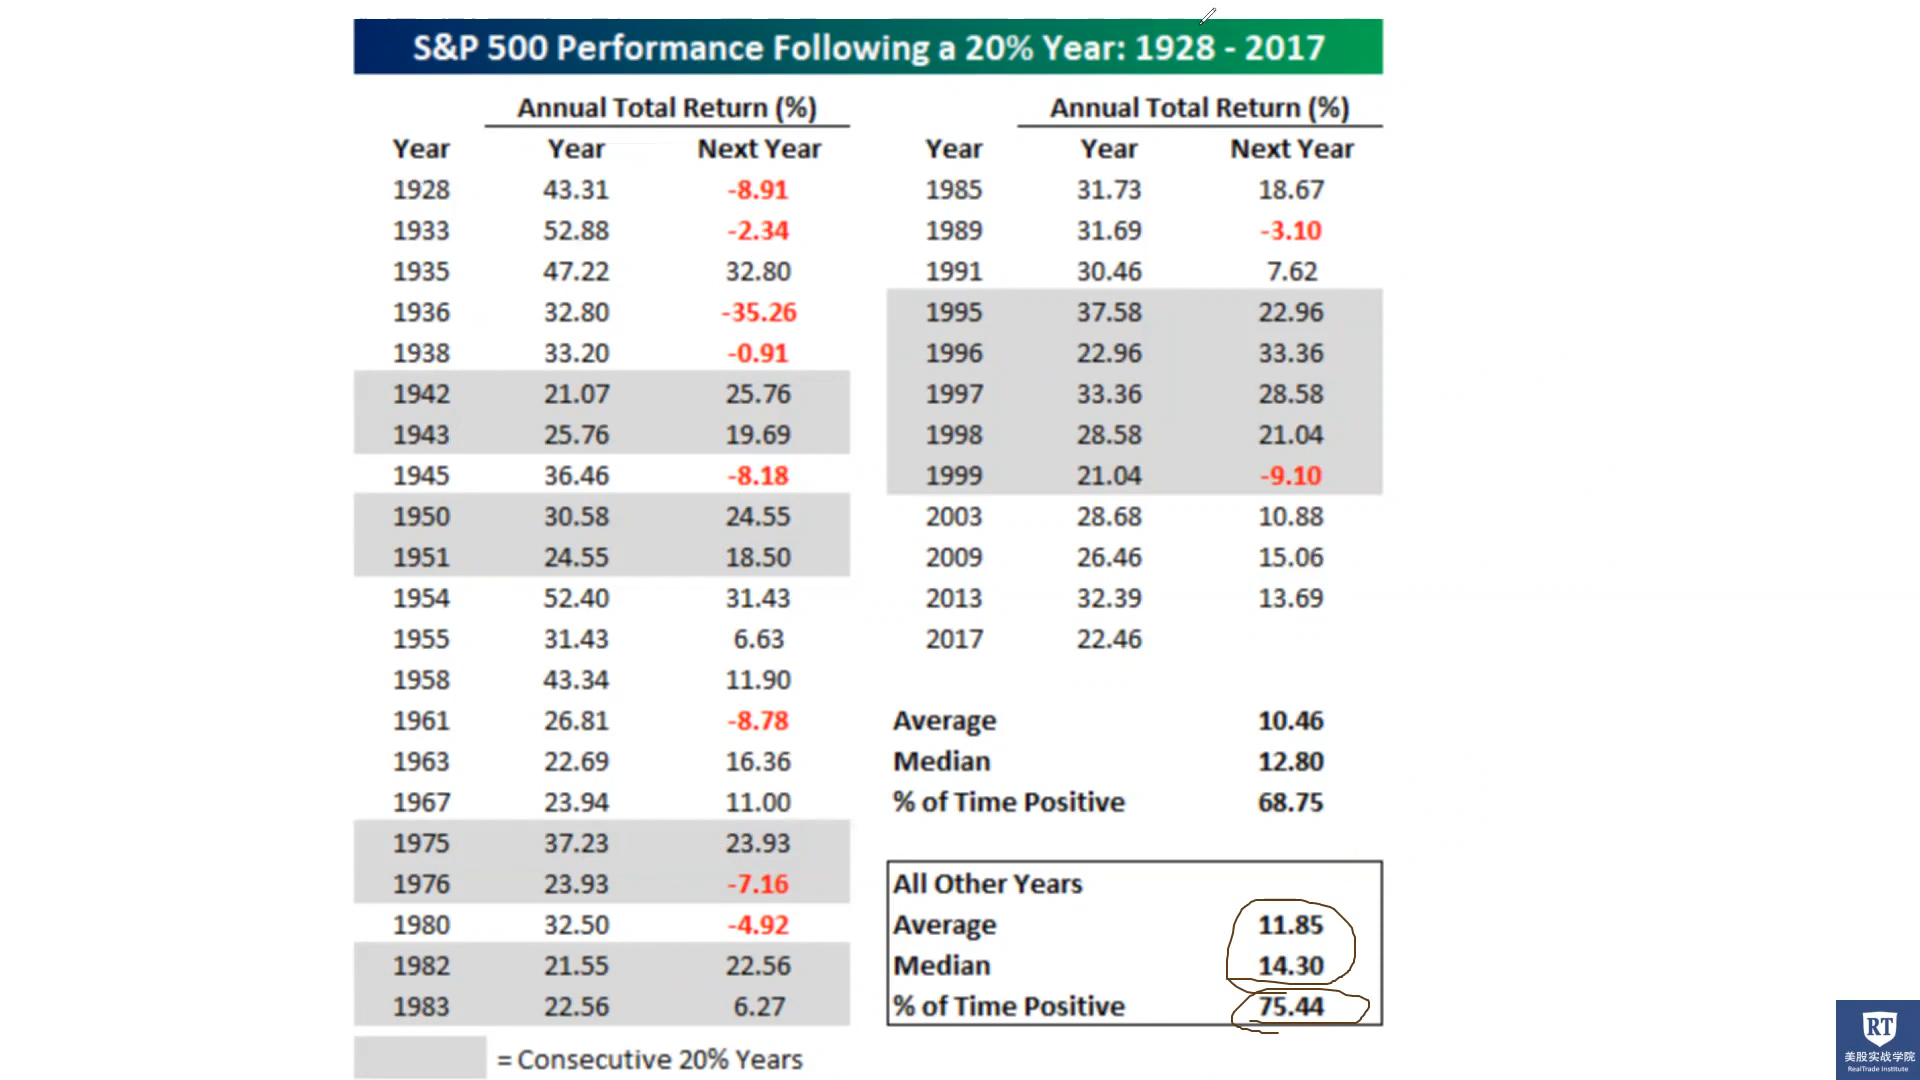 S&P 500 Performance Following a 20% Year: 1928 - 2017
Annual Total Return (%)
Year Year Next Year
1928 43.31 -8.91
1933 52.88 -2.34
1935 47.22 32.80
1936 32.80 -35.26
1938 33.20 -0.91
1942 21.07 25.76
1943 25.76 19.69
1945 36.46 -8.18
1950 30.58 24.55
1951 24.55 18.50
1954 52.40 31.43
1955 31.43 6.63
1958 43.34 11.90
1961 26.81 -8.78
1963 22.69 16.36
1967 23.94 11.00
1975 37.23 23.93
1976 23.93 -7.16
1980 32.50 -4.92
1982 21.55 22.56
1983 22.56 6.27
= Consecutive 20% Years
Annual Total Return (%)
Year Year Next Year
1985 31.73 18.67
1989 31.69 -3.10
1991 30.46 7.62
1995 37.58 22.96
1996 22.96 33.36
1997 33.36 28.58
1998 28.58 21.04
1999 21.04 -9.10
2003 28.68 10.88
2009 26.46 15.06
2013 32.39 13.69
2017 22.46
Average 10.46
Median 12.80
% of Time Positive 68.75
All Other Years
Average 11.85
Median 14.30
% of Time Positive 75.44
RT
美股实战学院
RealTrade Institute